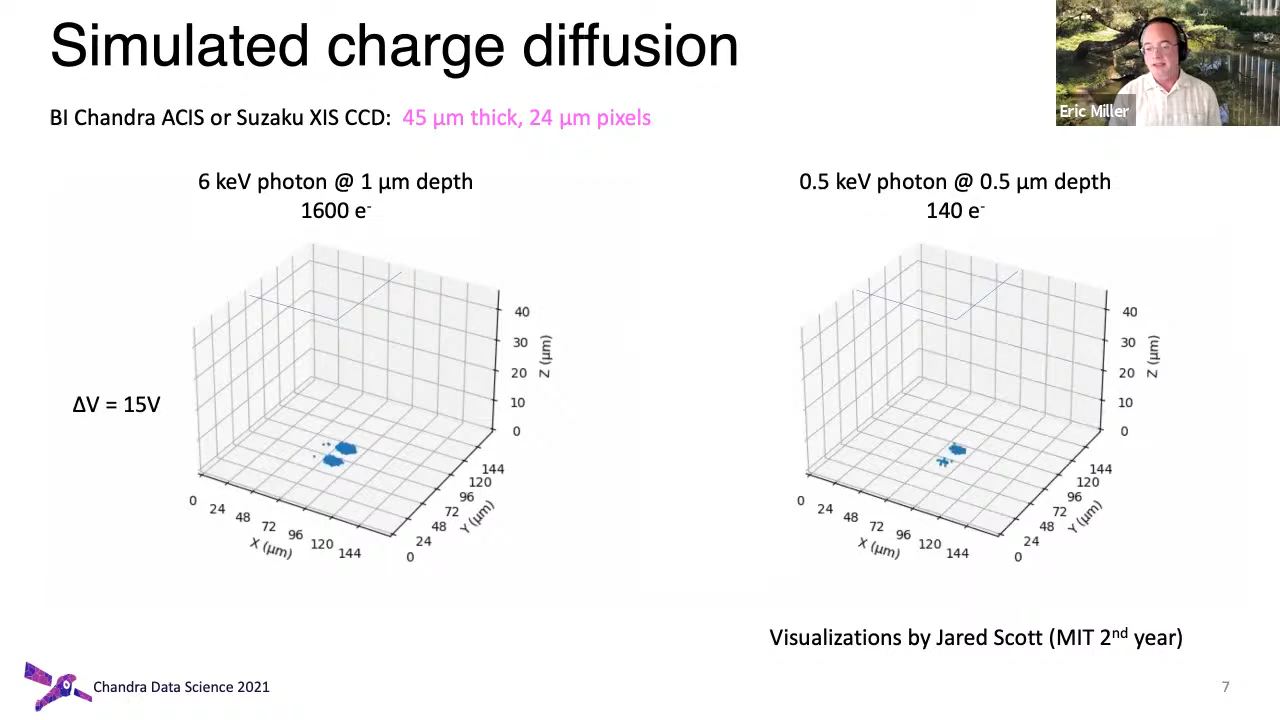 Simulated charge diffusion
Eric Miller
BI Chandra ACIS or Suzaku XIS CCD: 45 µm thick, 24 µm pixels
6 keV photon @ 1 µm depth
1600 e-
0.5 keV photon @ 0.5 µm depth
140 e-
ΔV = 15V
40
30
20
10
0
Z (µm)
0
24
48
72
96
120
144
X (µm)
144
120
96
72
48
24
0
Y (µm)
40
30
20
10
0
Z (µm)
0
24
48
72
96
120
144
X (µm)
144
120
96
72
48
24
0
Y (µm)
Visualizations by Jared Scott (MIT 2nd year)
Chandra Data Science 2021
7